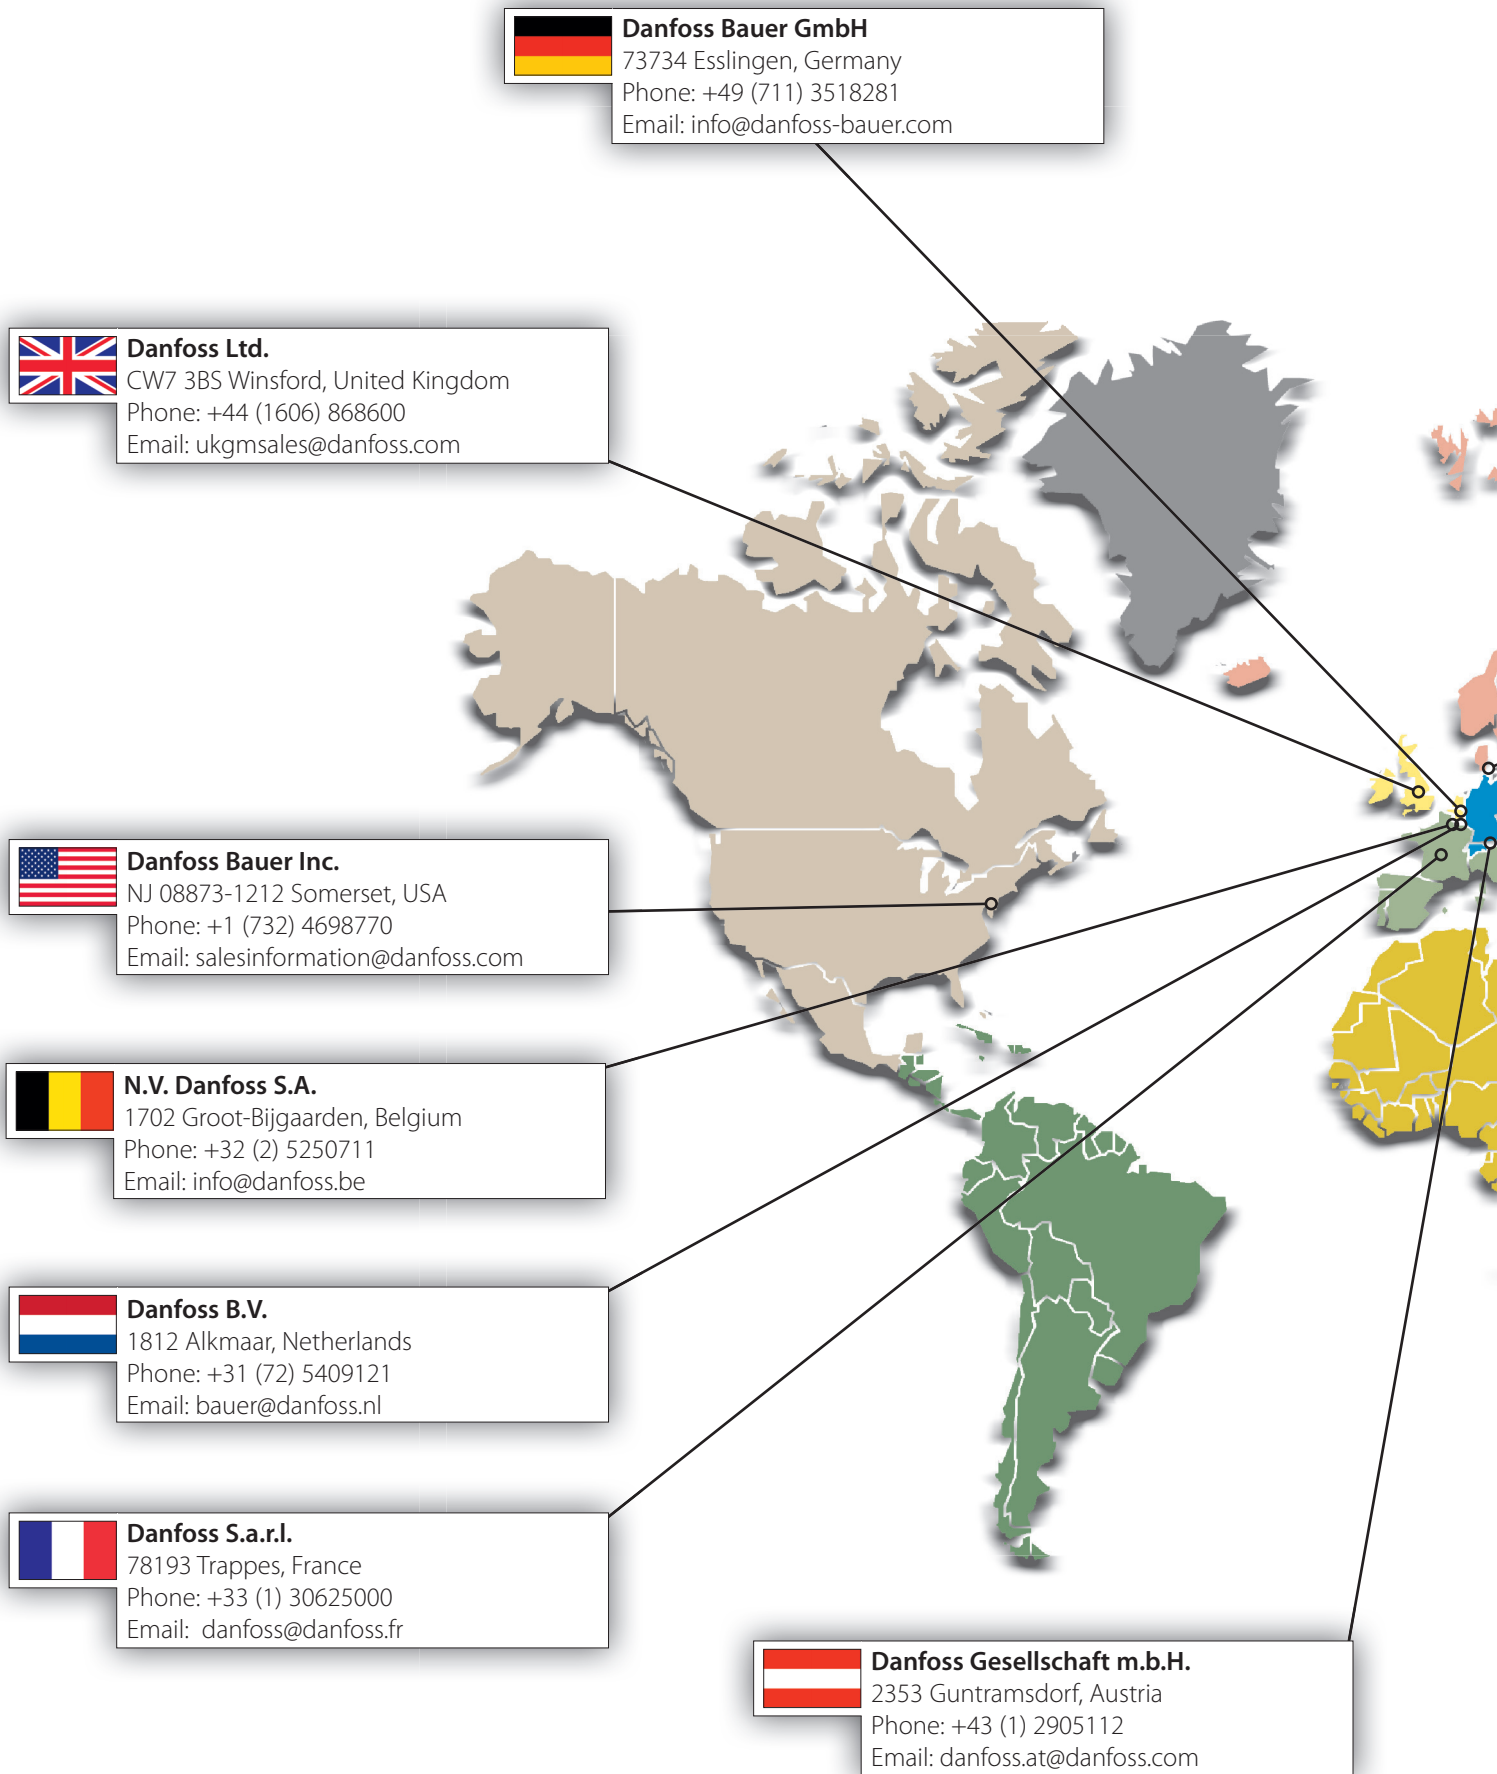 Danfoss Bauer GmbH
73734 Esslingen, Germany
Phone: +49 (711) 3518281
Email: info@danfoss-bauer.com
Danfoss Ltd.
CW7 3BS Winsford, United Kingdom
Phone: +44 (1606) 868600
Email: ukgmsales@danfoss.com
Danfoss Bauer Inc.
NJ 08873-1212 Somerset, USA
Phone: +1 (732) 4698770
Email: salesinformation@danfoss.com
N.V. Danfoss S.A.
1702 Groot-Bijgaarden, Belgium
Phone: +32 (2) 5250711
Email: info@danfoss.be
Danfoss B.V.
1812 Alkmaar, Netherlands
Phone: +31 (72) 5409121
Email: bauer@danfoss.nl
Danfoss S.a.r.l.
78193 Trappes, France
Phone: +33 (1) 30625000
Email: danfoss@danfoss.fr
Danfoss Gesellschaft m.b.H.
2353 Guntramsdorf, Austria
Phone: +43 (1) 2905112
Email: danfoss.at@danfoss.com